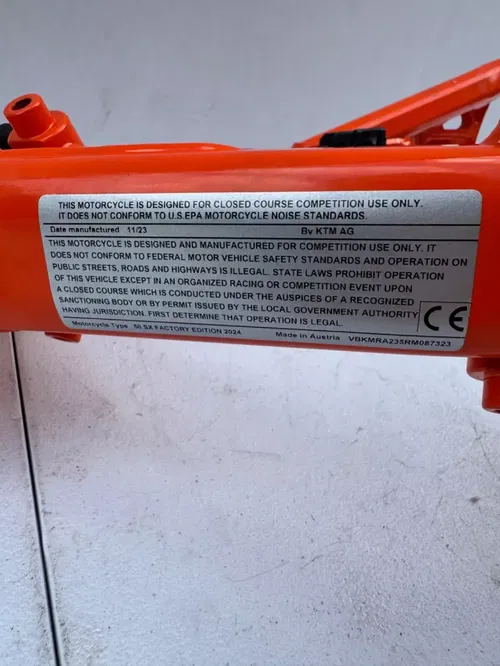 THIS MOTORCYCLE IS DESIGNED FOR CLOSED COURSE COMPETITION USE ONLY.
IT DOES NOT CONFORM TO U.S.EPA MOTORCYCLE NOISE STANDARDS.
Date manufactured 11/23 By KTM AG
THIS MOTORCYCLE IS DESIGNED AND MANUFACTURED FOR COMPETITION USE ONLY. IT
DOES NOT CONFORM TO FEDERAL MOTOR VEHICLE SAFETY STANDARDS AND OPERATION ON
PUBLIC STREETS, ROADS AND HIGHWAYS IS ILLEGAL. STATE LAWS PROHIBIT OPERATION
OF THIS VEHICLE EXCEPT IN AN ORGANIZED RACING OR COMPETITION EVENT UPON
A CLOSED COURSE WHICH IS CONDUCTED UNDER THE AUSPICES OF A RECOGNIZED
SANCTIONING BODY OR BY PERMIT ISSUED BY THE LOCAL GOVERNMENT AUTHORITY
HAVING JURISDICTION. FIRST DETERMINE THAT OPERATION IS LEGAL.
CE
Motorcycle Type 50 SX FACTORY EDITION 2024 Made in Austria VBKMRA235RM087323